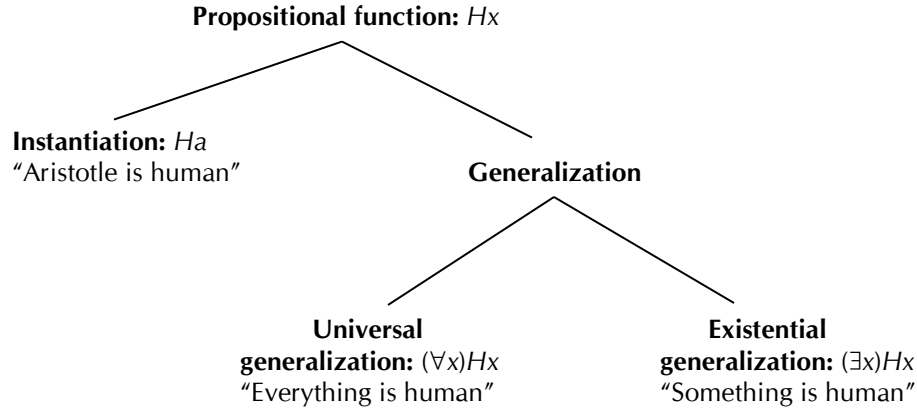 Propositional function: Hx
Instantiation: Ha
“Aristotle is human”
Generalization
Universal
generalization: (∀x)Hx
“Everything is human”
Existential
generalization: (∃x)Hx
“Something is human”